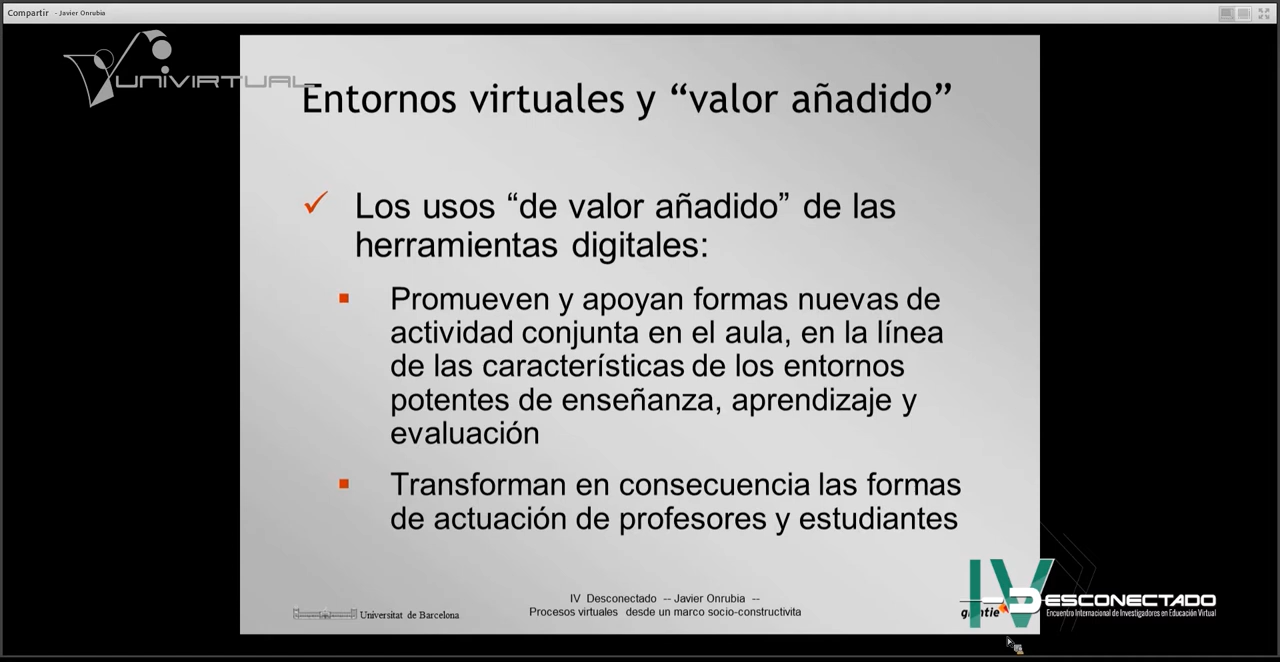 Compartir - Javier Onrubia
UNIVIRTUAL
Entornos virtuales y “valor añadido”
Los usos “de valor añadido” de las
herramientas digitales:
Promueven y apoyan formas nuevas de
actividad conjunta en el aula, en la línea
de las características de los entornos
potentes de enseñanza, aprendizaje y
evaluación
Transforman en consecuencia las formas
de actuación de profesores y estudiantes
IV Desconectado -- Javier Onrubia --
Procesos virtuales desde un marco socio-constructivita
Universitat de Barcelona
IV
DESCONECTADO
Encuentro Internacional de Investigadores en Educación Virtual